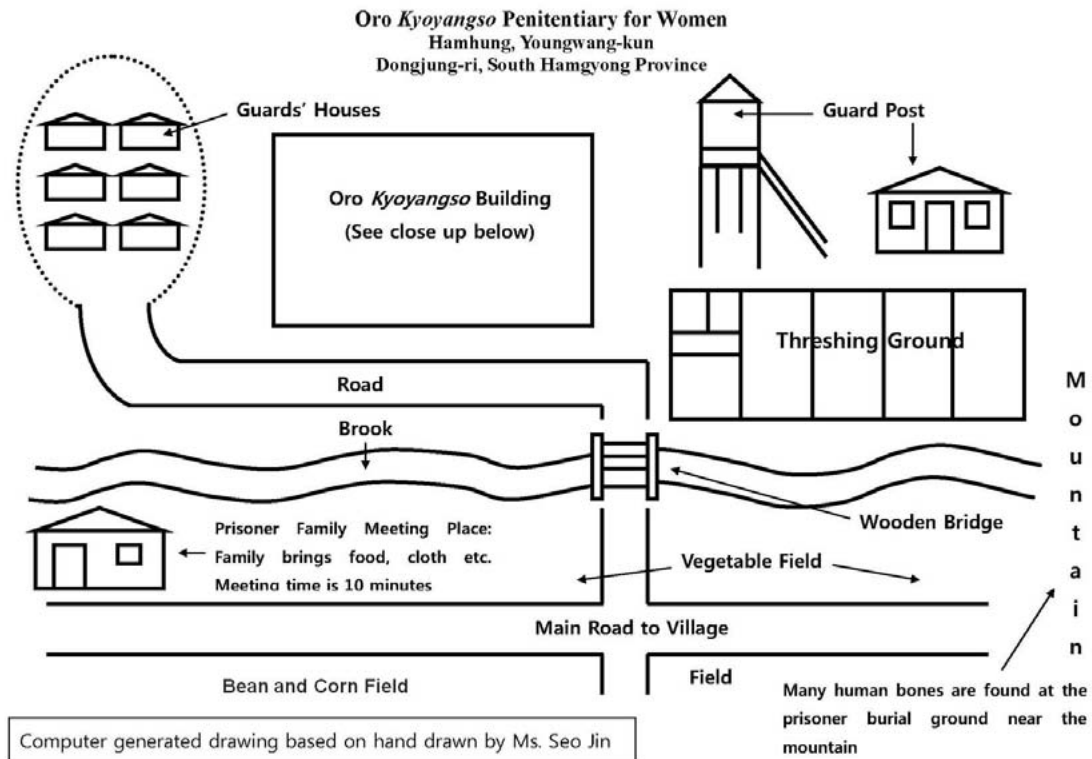 Oro Kyoyangso Penitentiary for Women
Hamhung, Youngwang-kun
Dongjung-ri, South Hamgyong Province
Guards' Houses
Guard Post
Oro Kyoyangso Building
(See close up below)
Threshing Ground
Road
Brook
Mountain
Wooden Bridge
Prisoner Family Meeting Place:
Family brings food, cloth etc.
Meeting time is 10 minutes
Vegetable Field
Main Road to Village
Bean and Corn Field
Field
Many human bones are found at the
prisoner burial ground near the
mountain
Computer generated drawing based on hand drawn by Ms. Seo Jin